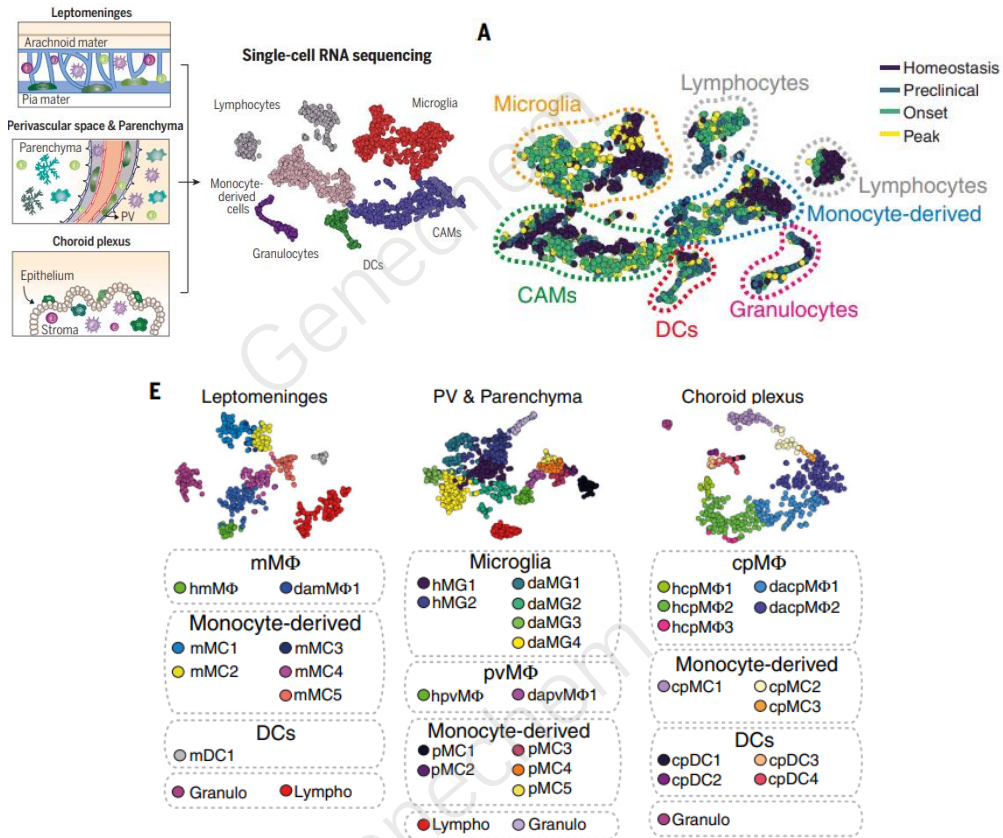 Leptomeninges
Arachnoid mater
Pia mater
Perivascular space & Parenchyma
Parenchyma
PV
Choroid plexus
Epithelium
Stroma
Single-cell RNA sequencing
Lymphocytes
Microglia
Monocyte-
derived
cells
Granulocytes
DCs
CAMs
A
Microglia
Lymphocytes
Homeostasis
Preclinical
Onset
Peak
Lymphocytes
Monocyte-derived
CAMs
DCs
Granulocytes
Genechem
E
Leptomeninges
mMΦ
hmMΦ damMΦ1
Monocyte-derived
mMC1 mMC3
mMC2 mMC4
mMC5
DCs
mDC1
Granulo Lympho
PV & Parenchyma
Microglia
hMG1 daMG1
hMG2 daMG2
daMG3
daMG4
pvMΦ
hpvMΦ dapvMΦ1
Monocyte-derived
pMC1 pMC3
pMC2 pMC4
pMC5
Lympho Granulo
Choroid plexus
cpMΦ
hcpMΦ1 dacpMΦ1
hcpMΦ2 dacpMΦ2
hcpMΦ3
Monocyte-derived
cpMC1 cpMC2
cpMC3
DCs
cpDC1 cpDC3
cpDC2 cpDC4
Granulo
enechem